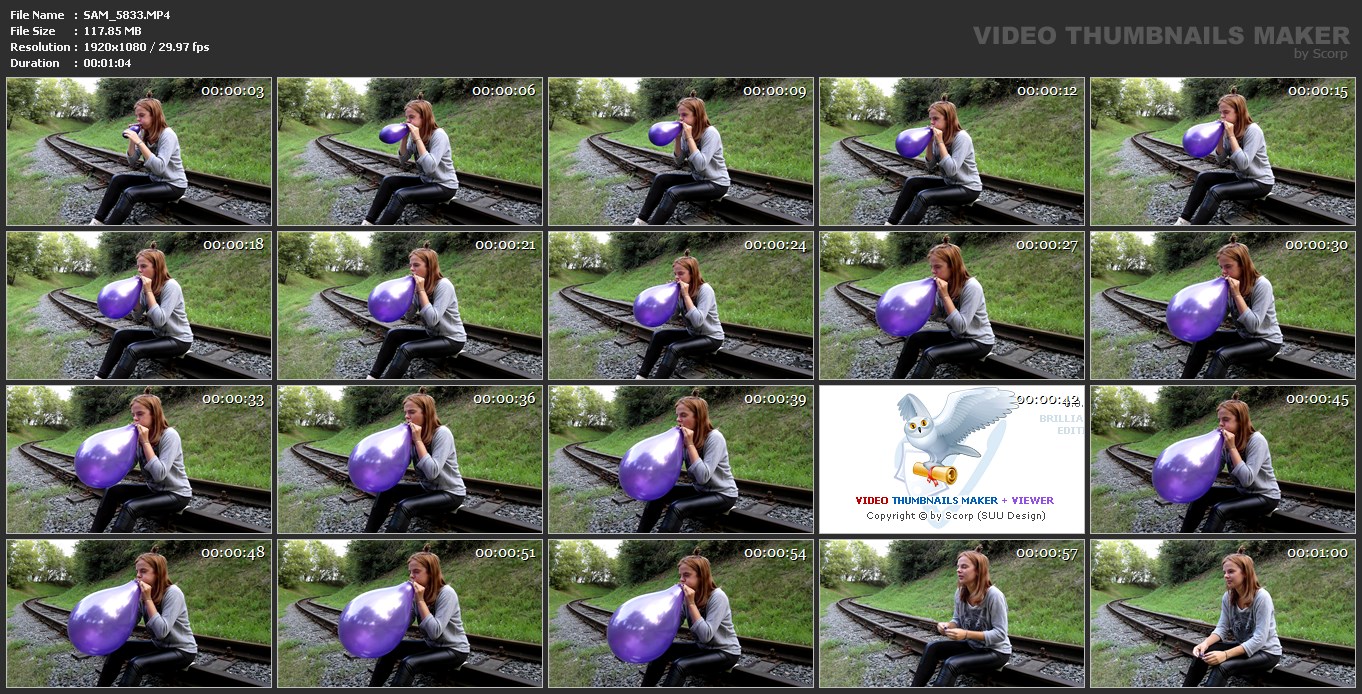 File Name : SAM_5833.MP4
File Size : 117.85 MB
Resolution : 1920x1080 / 29.97 fps
Duration : 00:01:04
VIDEO THUMBNAILS MAKER
by Scorp
00:00:03
00:00:06
00:00:09
00:00:12
00:00:15
00:00:18
00:00:21
00:00:24
00:00:27
00:00:30
00:00:33
00:00:36
00:00:39
00:00:42
BRILLIA
EDIT
VIDEO THUMBNAILS MAKER + VIEWER
Copyright © by Scorp (SUU Design)
00:00:45
00:00:48
00:00:51
00:00:54
00:00:57
00:01:00